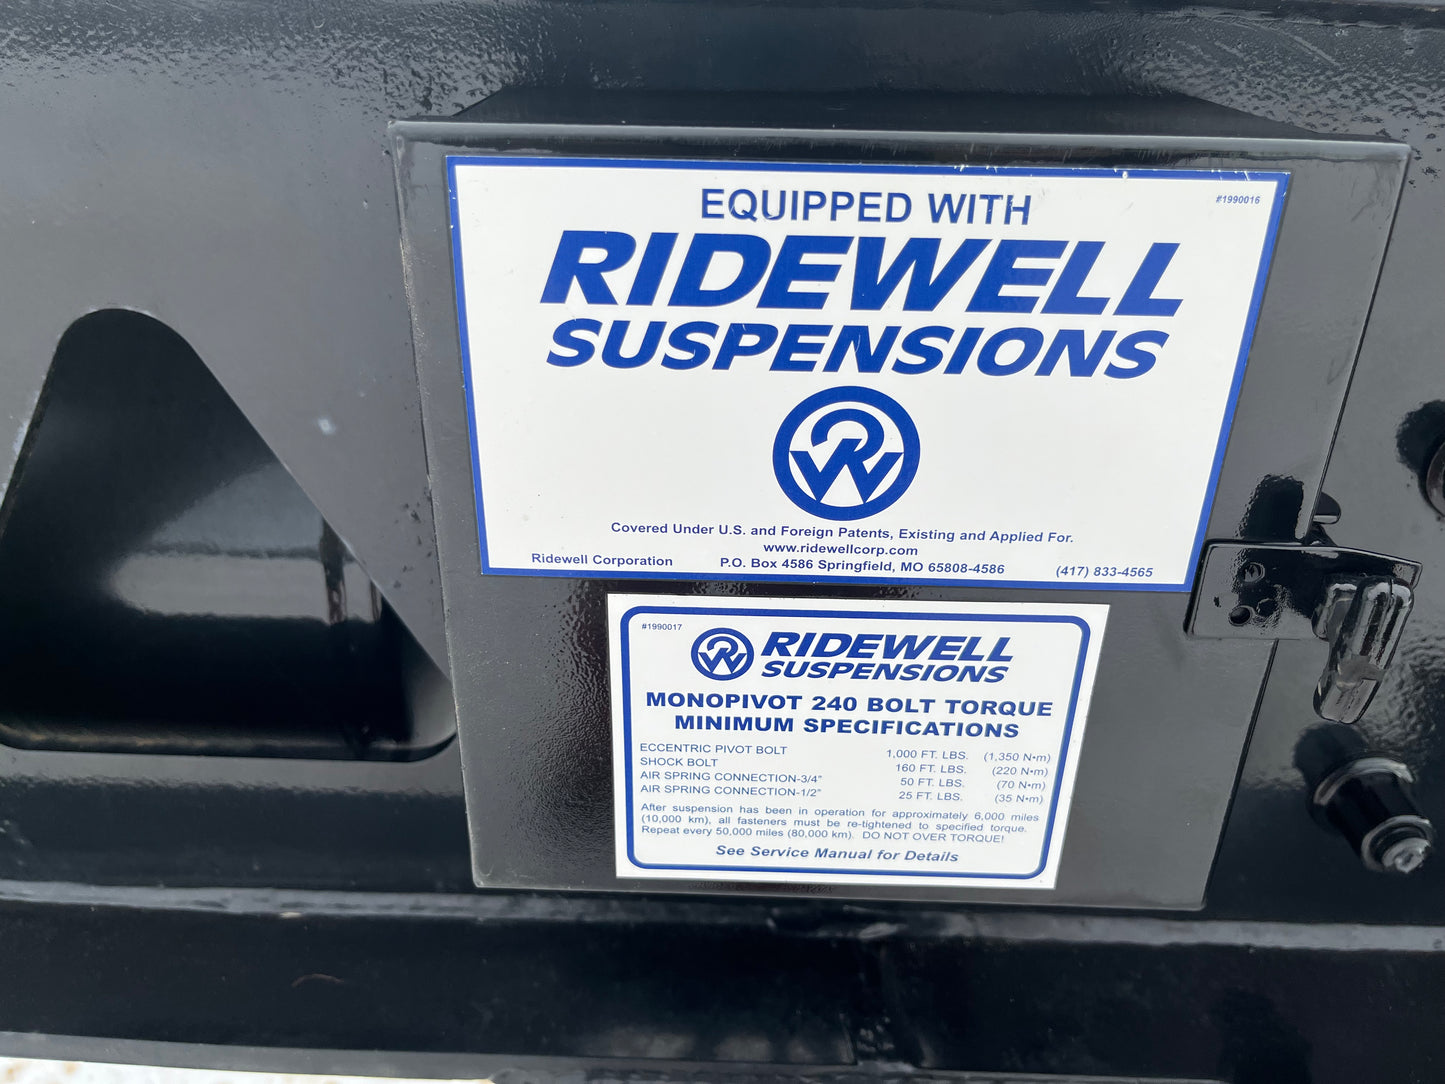 EQUIPPED WITH
#1990016
RIDEWELL
SUSPENSIONS
RW
Covered Under U.S. and Foreign Patents, Existing and Applied For.
www.ridewellcorp.com
Ridewell Corporation P.O. Box 4586 Springfield, MO 65808-4586 (417) 833-4565
#1990017
RW RIDEWELL
SUSPENSIONS
MONOPIVOT 240 BOLT TORQUE
MINIMUM SPECIFICATIONS
ECCENTRIC PIVOT BOLT 1,000 FT. LBS. (1,350 N•m)
SHOCK BOLT 160 FT. LBS. (220 N•m)
AIR SPRING CONNECTION-3/4" 50 FT. LBS. (70 N•m)
AIR SPRING CONNECTION-1/2" 25 FT. LBS. (35 N•m)
After suspension has been in operation for approximately 6,000 miles
(10,000 km), all fasteners must be re-tightened to specified torque.
Repeat every 50,000 miles (80,000 km). DO NOT OVER TORQUE!
See Service Manual for Details